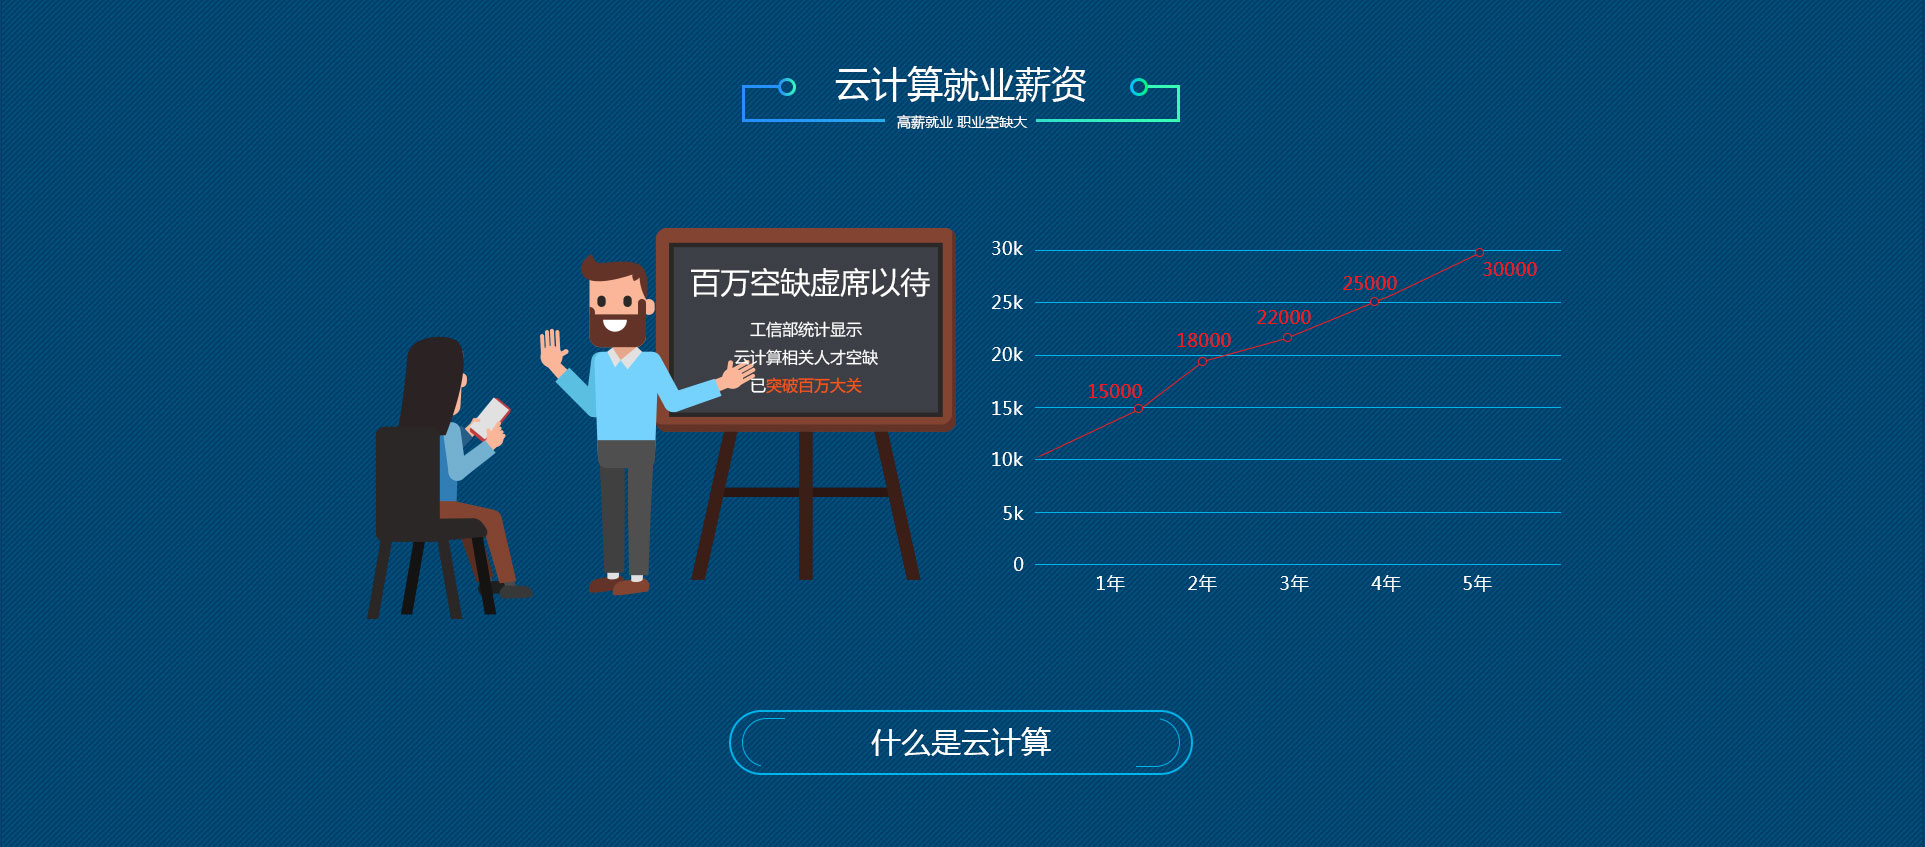 云计算就业薪资
高薪就业 职业空缺大
百万空缺虚席以待
工信部统计显示
云计算相关人才空缺
已突破百万大关
30k
25k
20k
15k
10k
5k
0
15000
18000
22000
25000
30000
1年 2年 3年 4年 5年
什么是云计算